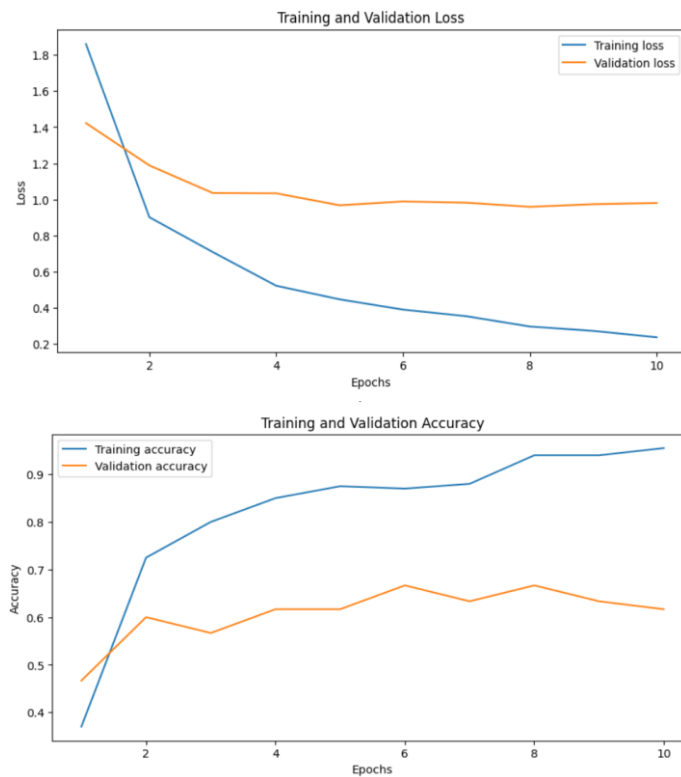 Training and Validation Loss
Training loss
Validation loss
1.8
1.6
1.4
1.2
1.0
0.8
0.6
0.4
0.2
Loss
2 4 6 8 10
Epochs
Training and Validation Accuracy
Training accuracy
Validation accuracy
0.9
0.8
0.7
0.6
0.5
0.4
Accuracy
2 4 6 8 10
Epochs